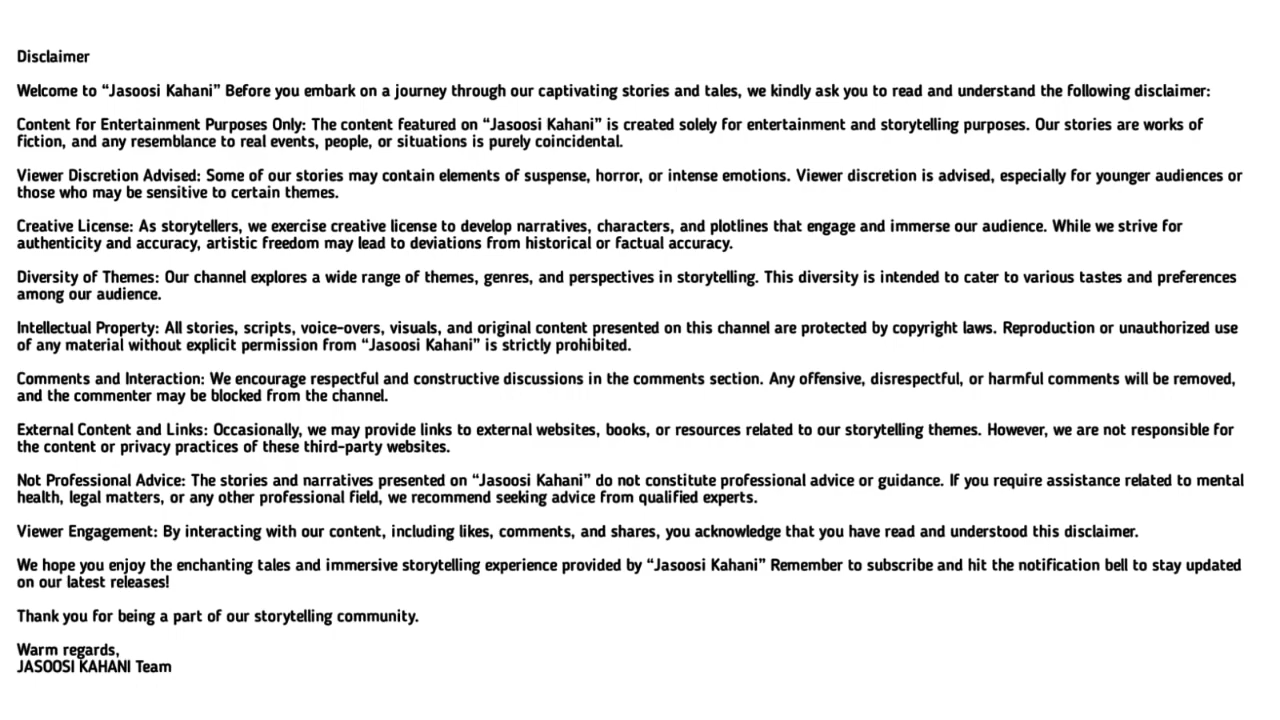 Disclaimer
Welcome to “Jasoosi Kahani” Before you embark on a journey through our captivating stories and tales, we kindly ask you to read and understand the following disclaimer:
Content for Entertainment Purposes Only: The content featured on “Jasoosi Kahani” is created solely for entertainment and storytelling purposes. Our stories are works of
fiction, and any resemblance to real events, people, or situations is purely coincidental.
Viewer Discretion Advised: Some of our stories may contain elements of suspense, horror, or intense emotions. Viewer discretion is advised, especially for younger audiences or
those who may be sensitive to certain themes.
Creative License: As storytellers, we exercise creative license to develop narratives, characters, and plotlines that engage and immerse our audience. While we strive for
authenticity and accuracy, artistic freedom may lead to deviations from historical or factual accuracy.
Diversity of Themes: Our channel explores a wide range of themes, genres, and perspectives in storytelling. This diversity is intended to cater to various tastes and preferences
among our audience.
Intellectual Property: All stories, scripts, voice-overs, visuals, and original content presented on this channel are protected by copyright laws. Reproduction or unauthorized use
of any material without explicit permission from “Jasoosi Kahani” is strictly prohibited.
Comments and Interaction: We encourage respectful and constructive discussions in the comments section. Any offensive, disrespectful, or harmful comments will be removed,
and the commenter may be blocked from the channel.
External Content and Links: Occasionally, we may provide links to external websites, books, or resources related to our storytelling themes. However, we are not responsible for
the content or privacy practices of these third-party websites.
Not Professional Advice: The stories and narratives presented on “Jasoosi Kahani” do not constitute professional advice or guidance. If you require assistance related to mental
health, legal matters, or any other professional field, we recommend seeking advice from qualified experts.
Viewer Engagement: By interacting with our content, including likes, comments, and shares, you acknowledge that you have read and understood this disclaimer.
We hope you enjoy the enchanting tales and immersive storytelling experience provided by “Jasoosi Kahani” Remember to subscribe and hit the notification bell to stay updated
on our latest releases!
Thank you for being a part of our storytelling community.
Warm regards,
JASOOSI KAHANI Team